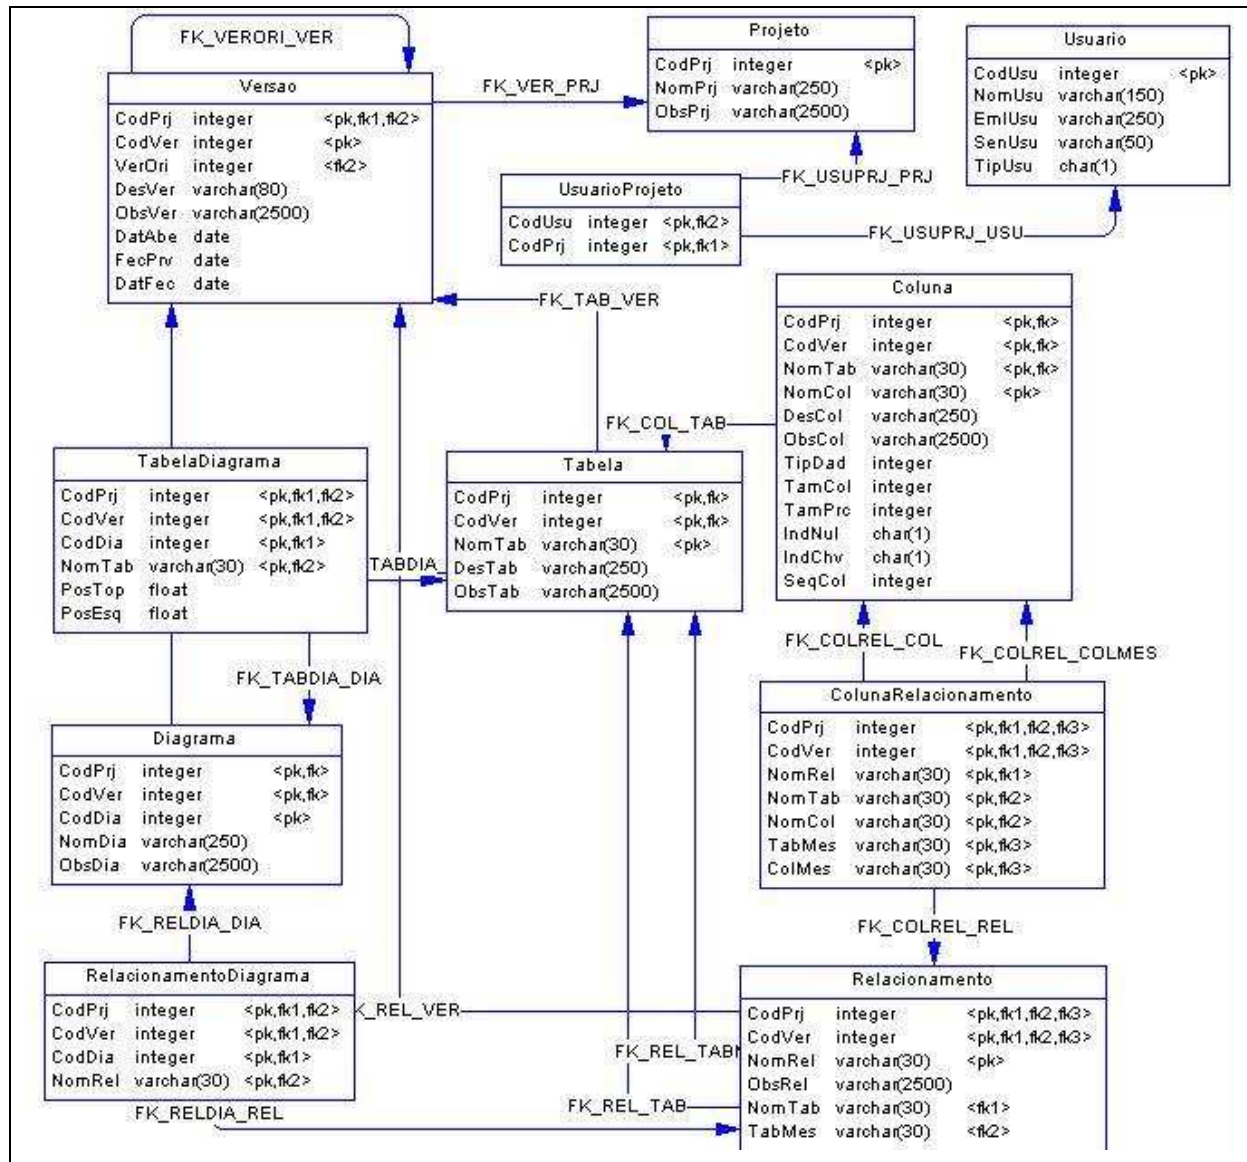 FK_VERORI_VER
Versao
CodPrj integer <pk,fk1,fk2>
CodVer integer <pk>
VerOri integer <fk2>
DesVer varchar(80)
ObsVer varchar(2500)
DatAbe date
FecPrv date
DatFec date
FK_VER_PRJ
Projeto
CodPrj integer <pk>
NomPrj varchar(250)
ObsPrj varchar(2500)
Usuario
CodUsu integer <pk>
NomUsu varchar(150)
EmlUsu varchar(250)
SenUsu varchar(50)
TipUsu char(1)
FK_USUPRJ_PRJ
UsuarioProjeto
CodUsu integer <pk,fk2>
CodPrj integer <pk,fk1>
FK_USUPRJ_USU
FK_TAB_VER
Coluna
CodPrj integer <pk,fk>
CodVer integer <pk,fk>
NomTab varchar(30) <pk,fk>
NomCol varchar(30) <pk>
DesCol varchar(250)
ObsCol varchar(2500)
TipDad integer
TamCol integer
TamPrc integer
IndNul char(1)
IndChv char(1)
SeqCol integer
FK_COL_TAB
TabelaDiagrama
CodPrj integer <pk,fk1,fk2>
CodVer integer <pk,fk1,fk2>
CodDia integer <pk,fk1>
NomTab varchar(30) <pk,fk2>
PosTop float
PosEsq float
TABDIA_
Tabela
CodPrj integer <pk,fk>
CodVer integer <pk,fk>
NomTab varchar(30) <pk>
DesTab varchar(250)
ObsTab varchar(2500)
FK_COLREL_COL
FK_COLREL_COLMES
FK_TABDIA_DIA
ColunaRelacionamento
CodPrj integer <pk,fk1,fk2,fk3>
CodVer integer <pk,fk1,fk2,fk3>
NomRel varchar(30) <pk,fk1>
NomTab varchar(30) <pk,fk2>
NomCol varchar(30) <pk,fk2>
TabMes varchar(30) <pk,fk3>
ColMes varchar(30) <pk,fk3>
Diagrama
CodPrj integer <pk,fk>
CodVer integer <pk,fk>
CodDia integer <pk>
NomDia varchar(250)
ObsDia varchar(2500)
FK_RELDIA_DIA
FK_COLREL_REL
RelacionamentoDiagrama
CodPrj integer <pk,fk1,fk2>
CodVer integer <pk,fk1,fk2>
CodDia integer <pk,fk1>
NomRel varchar(30) <pk,fk2>
K_REL_VER
Relacionamento
CodPrj integer <pk,fk1,fk2,fk3>
CodVer integer <pk,fk1,fk2,fk3>
NomRel varchar(30) <pk>
ObsRel varchar(2500)
NomTab varchar(30) <fk1>
TabMes varchar(30) <fk2>
FK_REL_TAB
FK_RELDIA_REL